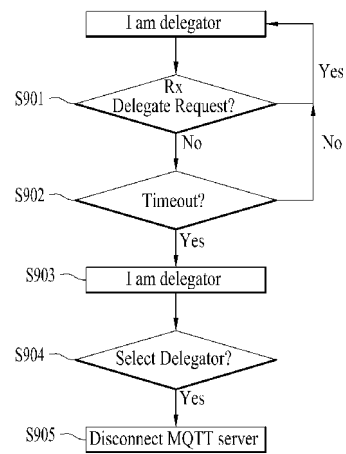 I am delegator
Yes
S901
Rx
Delegate Request?
No
No
S902
Timeout?
Yes
S903
I am delegator
S904
Select Delegator?
Yes
S905
Disconnect MQTT server